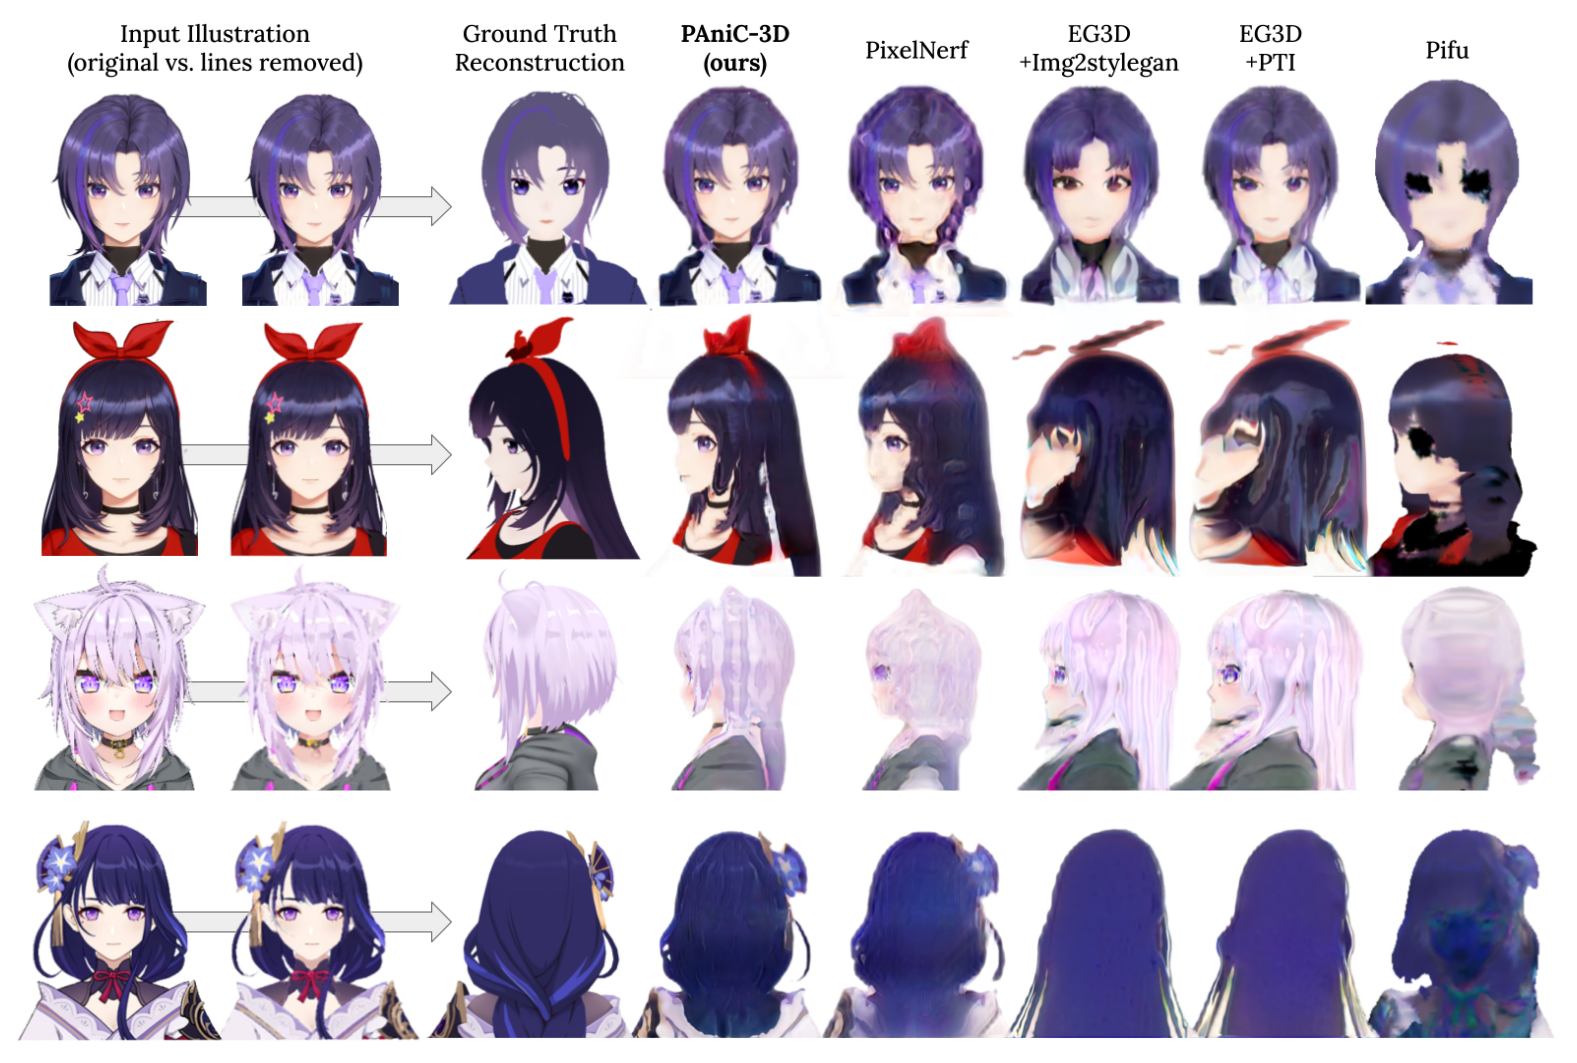 Input Illustration
(original vs. lines removed)
Ground Truth
Reconstruction
PAniC-3D
(ours)
PixelNerf
EG3D
+Img2stylegan
EG3D
+PTI
Pifu